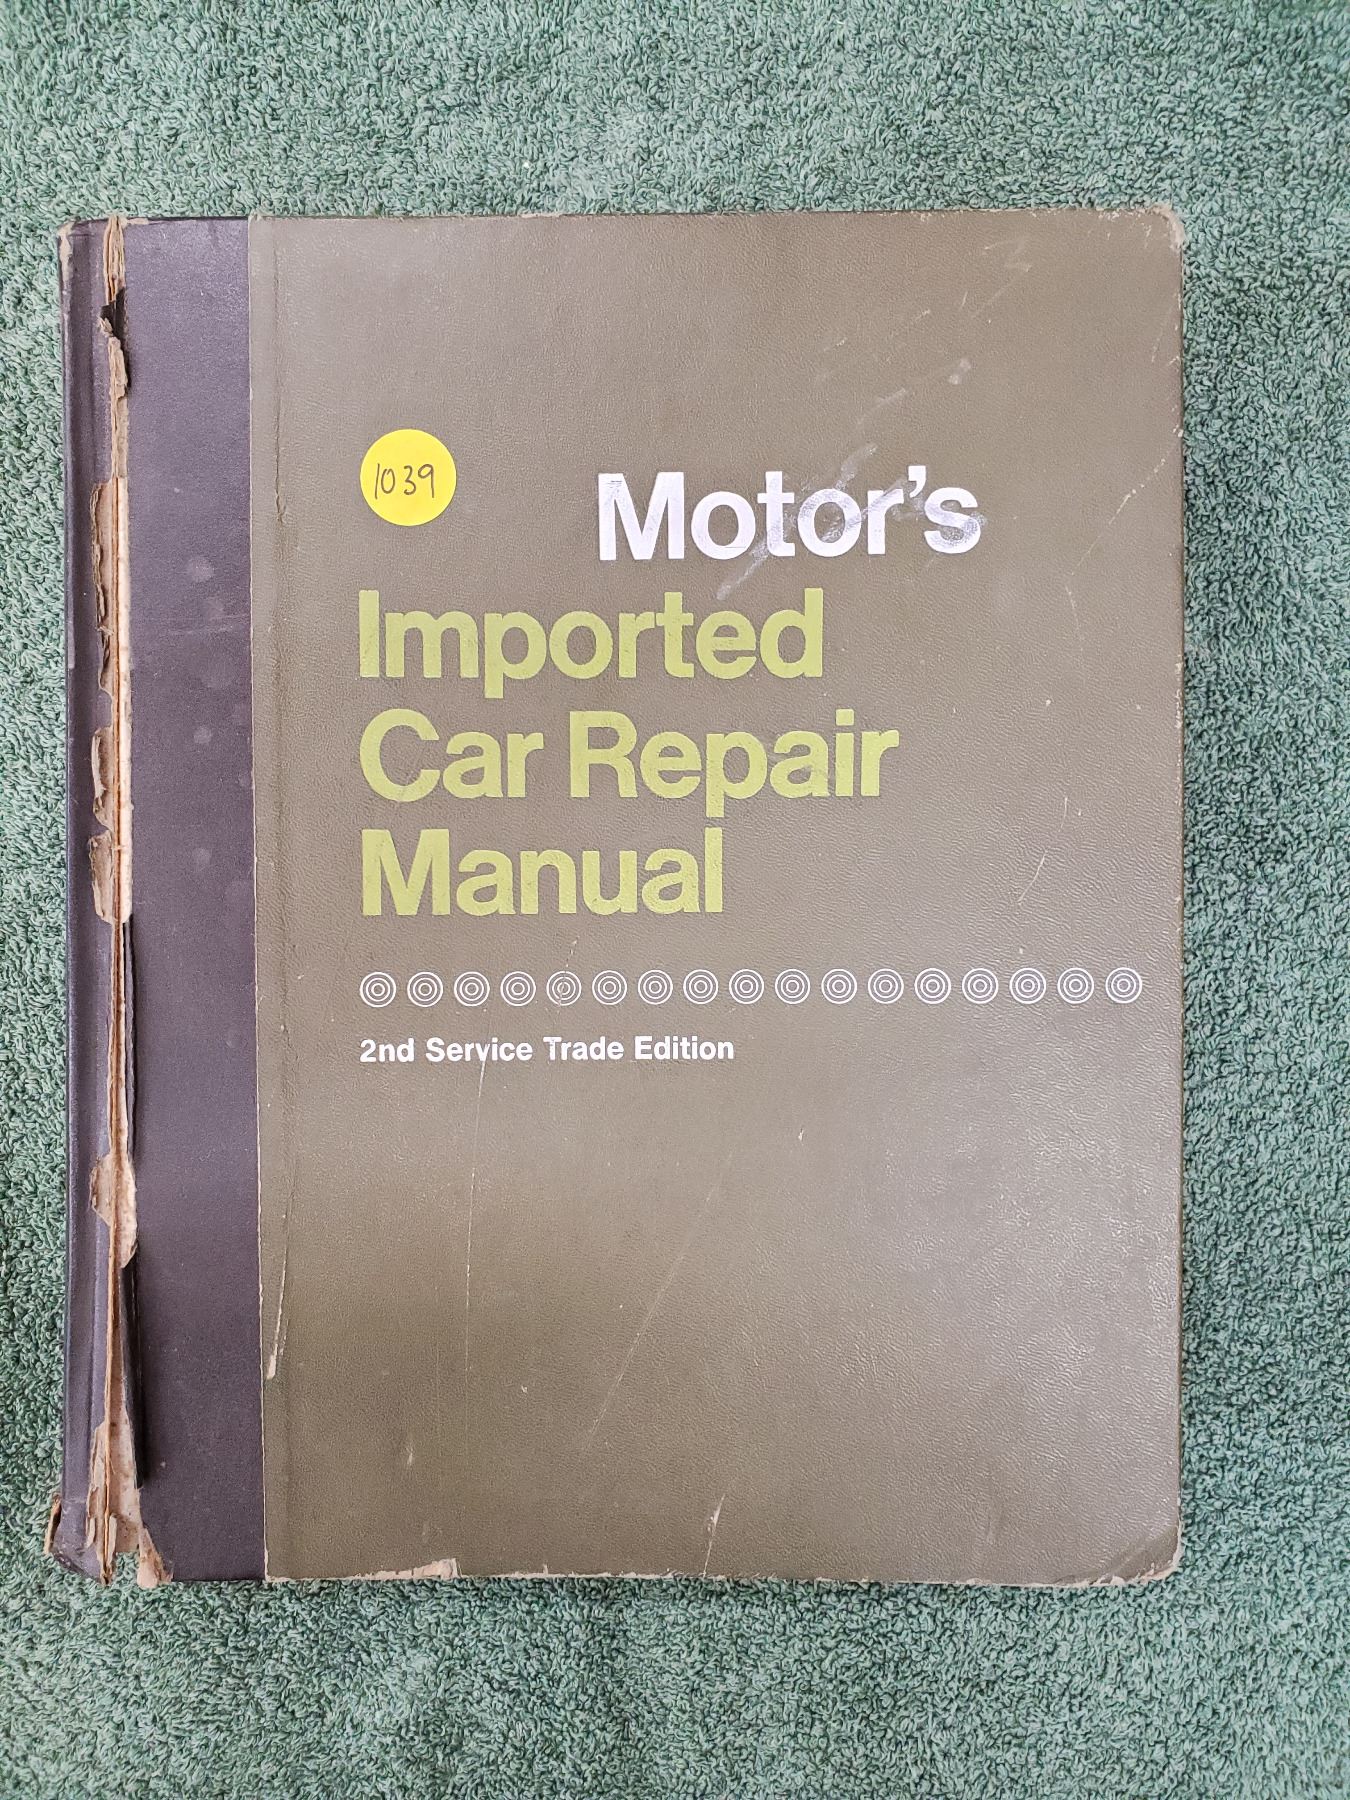 1039
Motor's
Imported
Car Repair
Manual
2nd Service Trade Edition